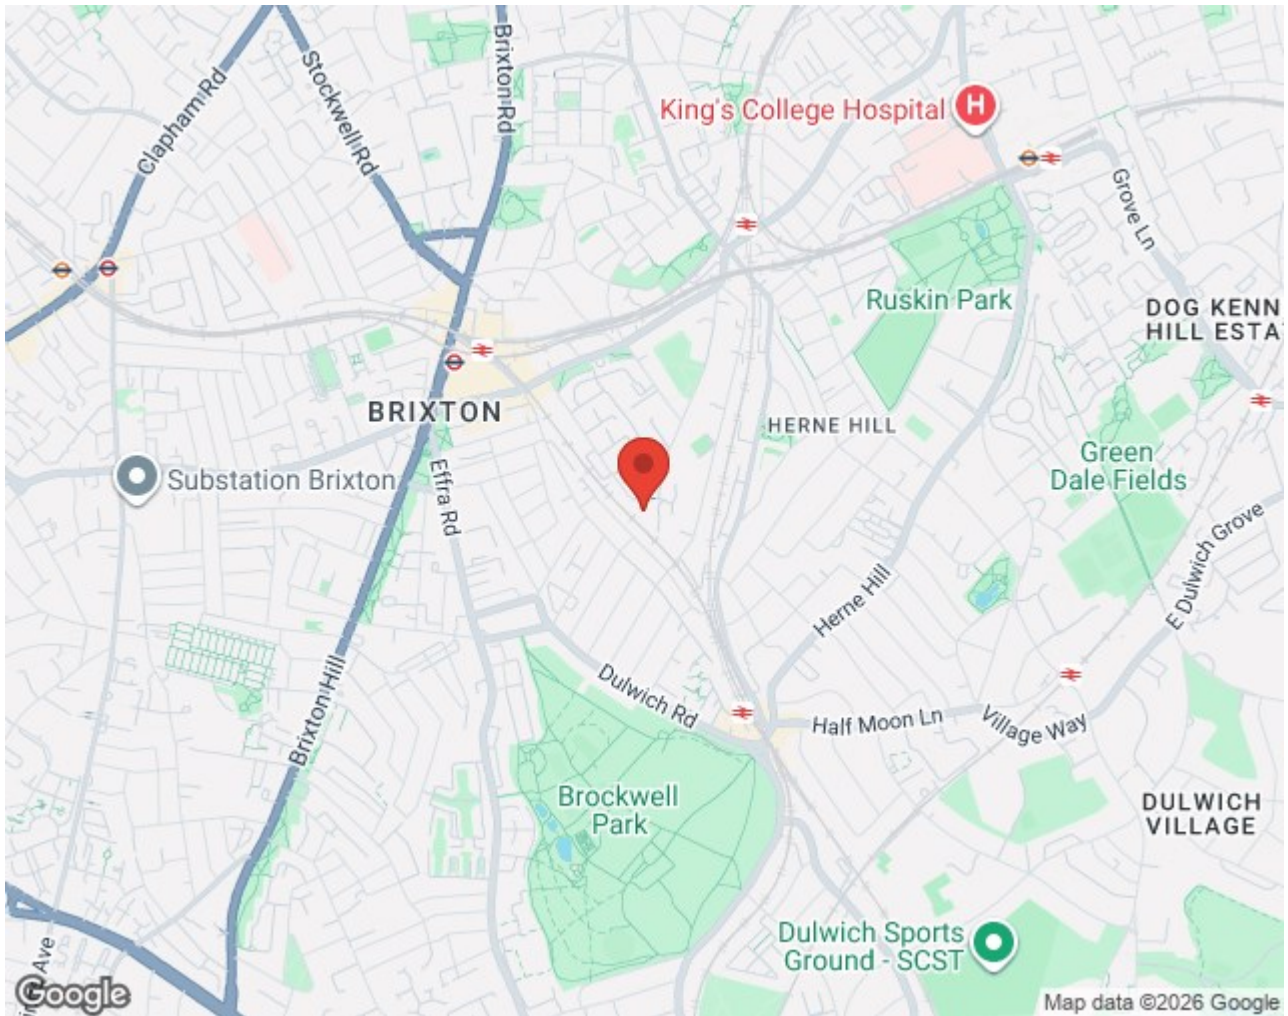 Brixton Rd
Stockwell Rd
Clapham Rd
King's College Hospital
H
Brixton Rd
Grove Ln
Ruskin Park
DOG KENN
HILL ESTA
BRIXTON
HERNE HILL
Green
Dale Fields
Substation Brixton
Effra Rd
E Dulwich Grove
Herne Hill
Dulwich Rd
Brixton Hill
Half Moon Ln
Village Way
Brockwell
Park
DULWICH
VILLAGE
Dulwich Sports
Ground - SCST
Ave
Google
Map data ©2026 Google